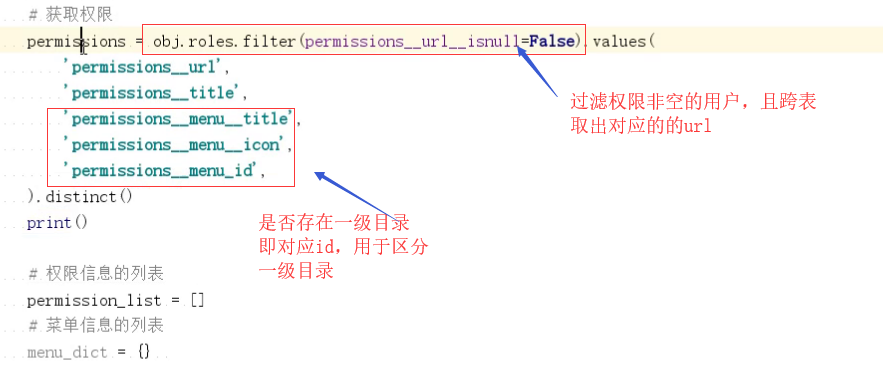 # 获取权限
permissions = obj.roles.filter(permissions__url__isnull=False).values(
'permissions__url',
'permissions__title',
'permissions__menu__title',
'permissions__menu__icon',
'permissions__menu_id',
).distinct()
print()
过滤权限非空的用户，且跨表
取出对应的的url
是否存在一级目录
即对应id，用于区分
一级目录
# 权限信息的列表
permission_list = []
# 菜单信息的列表
menu_dict = {}